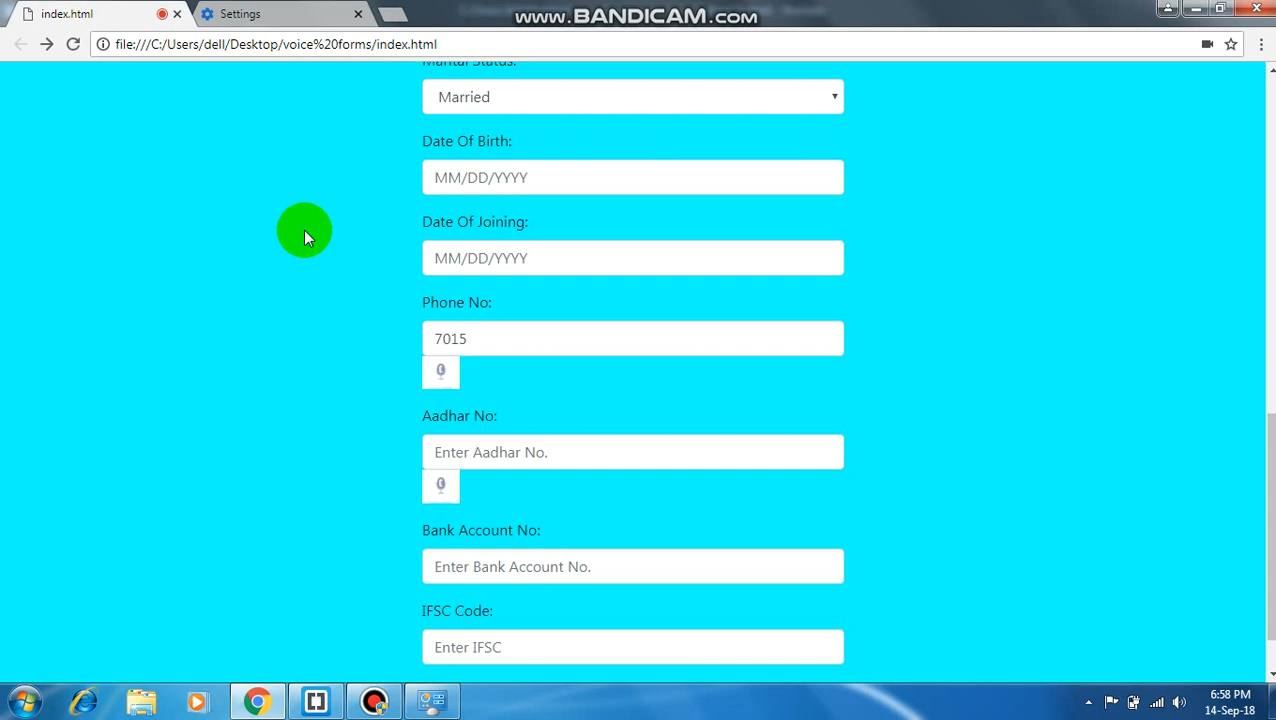 index.html
Settings
www.BANDICAM.com
file:///C:/Users/dell/Desktop/voice%20forms/index.html
Marital Status:
Married
Date Of Birth:
MM/DD/YYYY
Date Of Joining:
MM/DD/YYYY
Phone No:
7015
Aadhar No:
Enter Aadhar No.
Bank Account No:
Enter Bank Account No.
IFSC Code:
Enter IFSC
6:58 PM
14-Sep-18